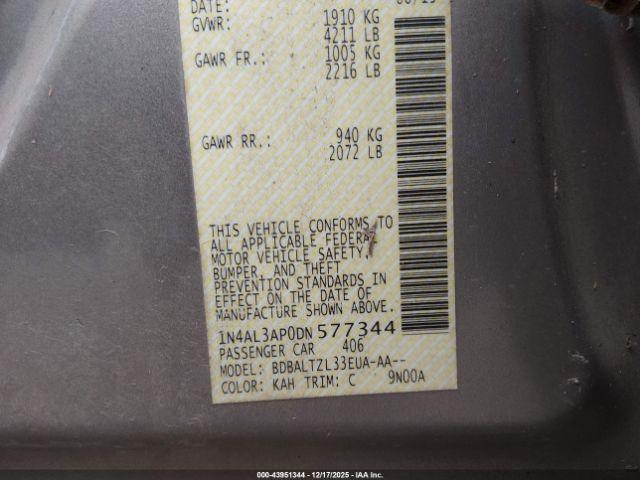 DATE:
GVWR: 1910 KG
4211 LB
GAWR FR.: 1005 KG
2216 LB
GAWR RR.: 940 KG
2072 LB
THIS VEHICLE CONFORMS TO
ALL APPLICABLE FEDERAL
MOTOR VEHICLE SAFETY,
BUMPER, AND THEFT
PREVENTION STANDARDS IN
EFFECT ON THE DATE OF
MANUFACTURE SHOWN ABOVE.
1N4AL3AP0DN577344
PASSENGER CAR 406
MODEL: BDBALTZL33EUA-AA--
COLOR: KAH TRIM: C 9N00A
000-43951344 | 12/17/2025 - IAA, Inc.